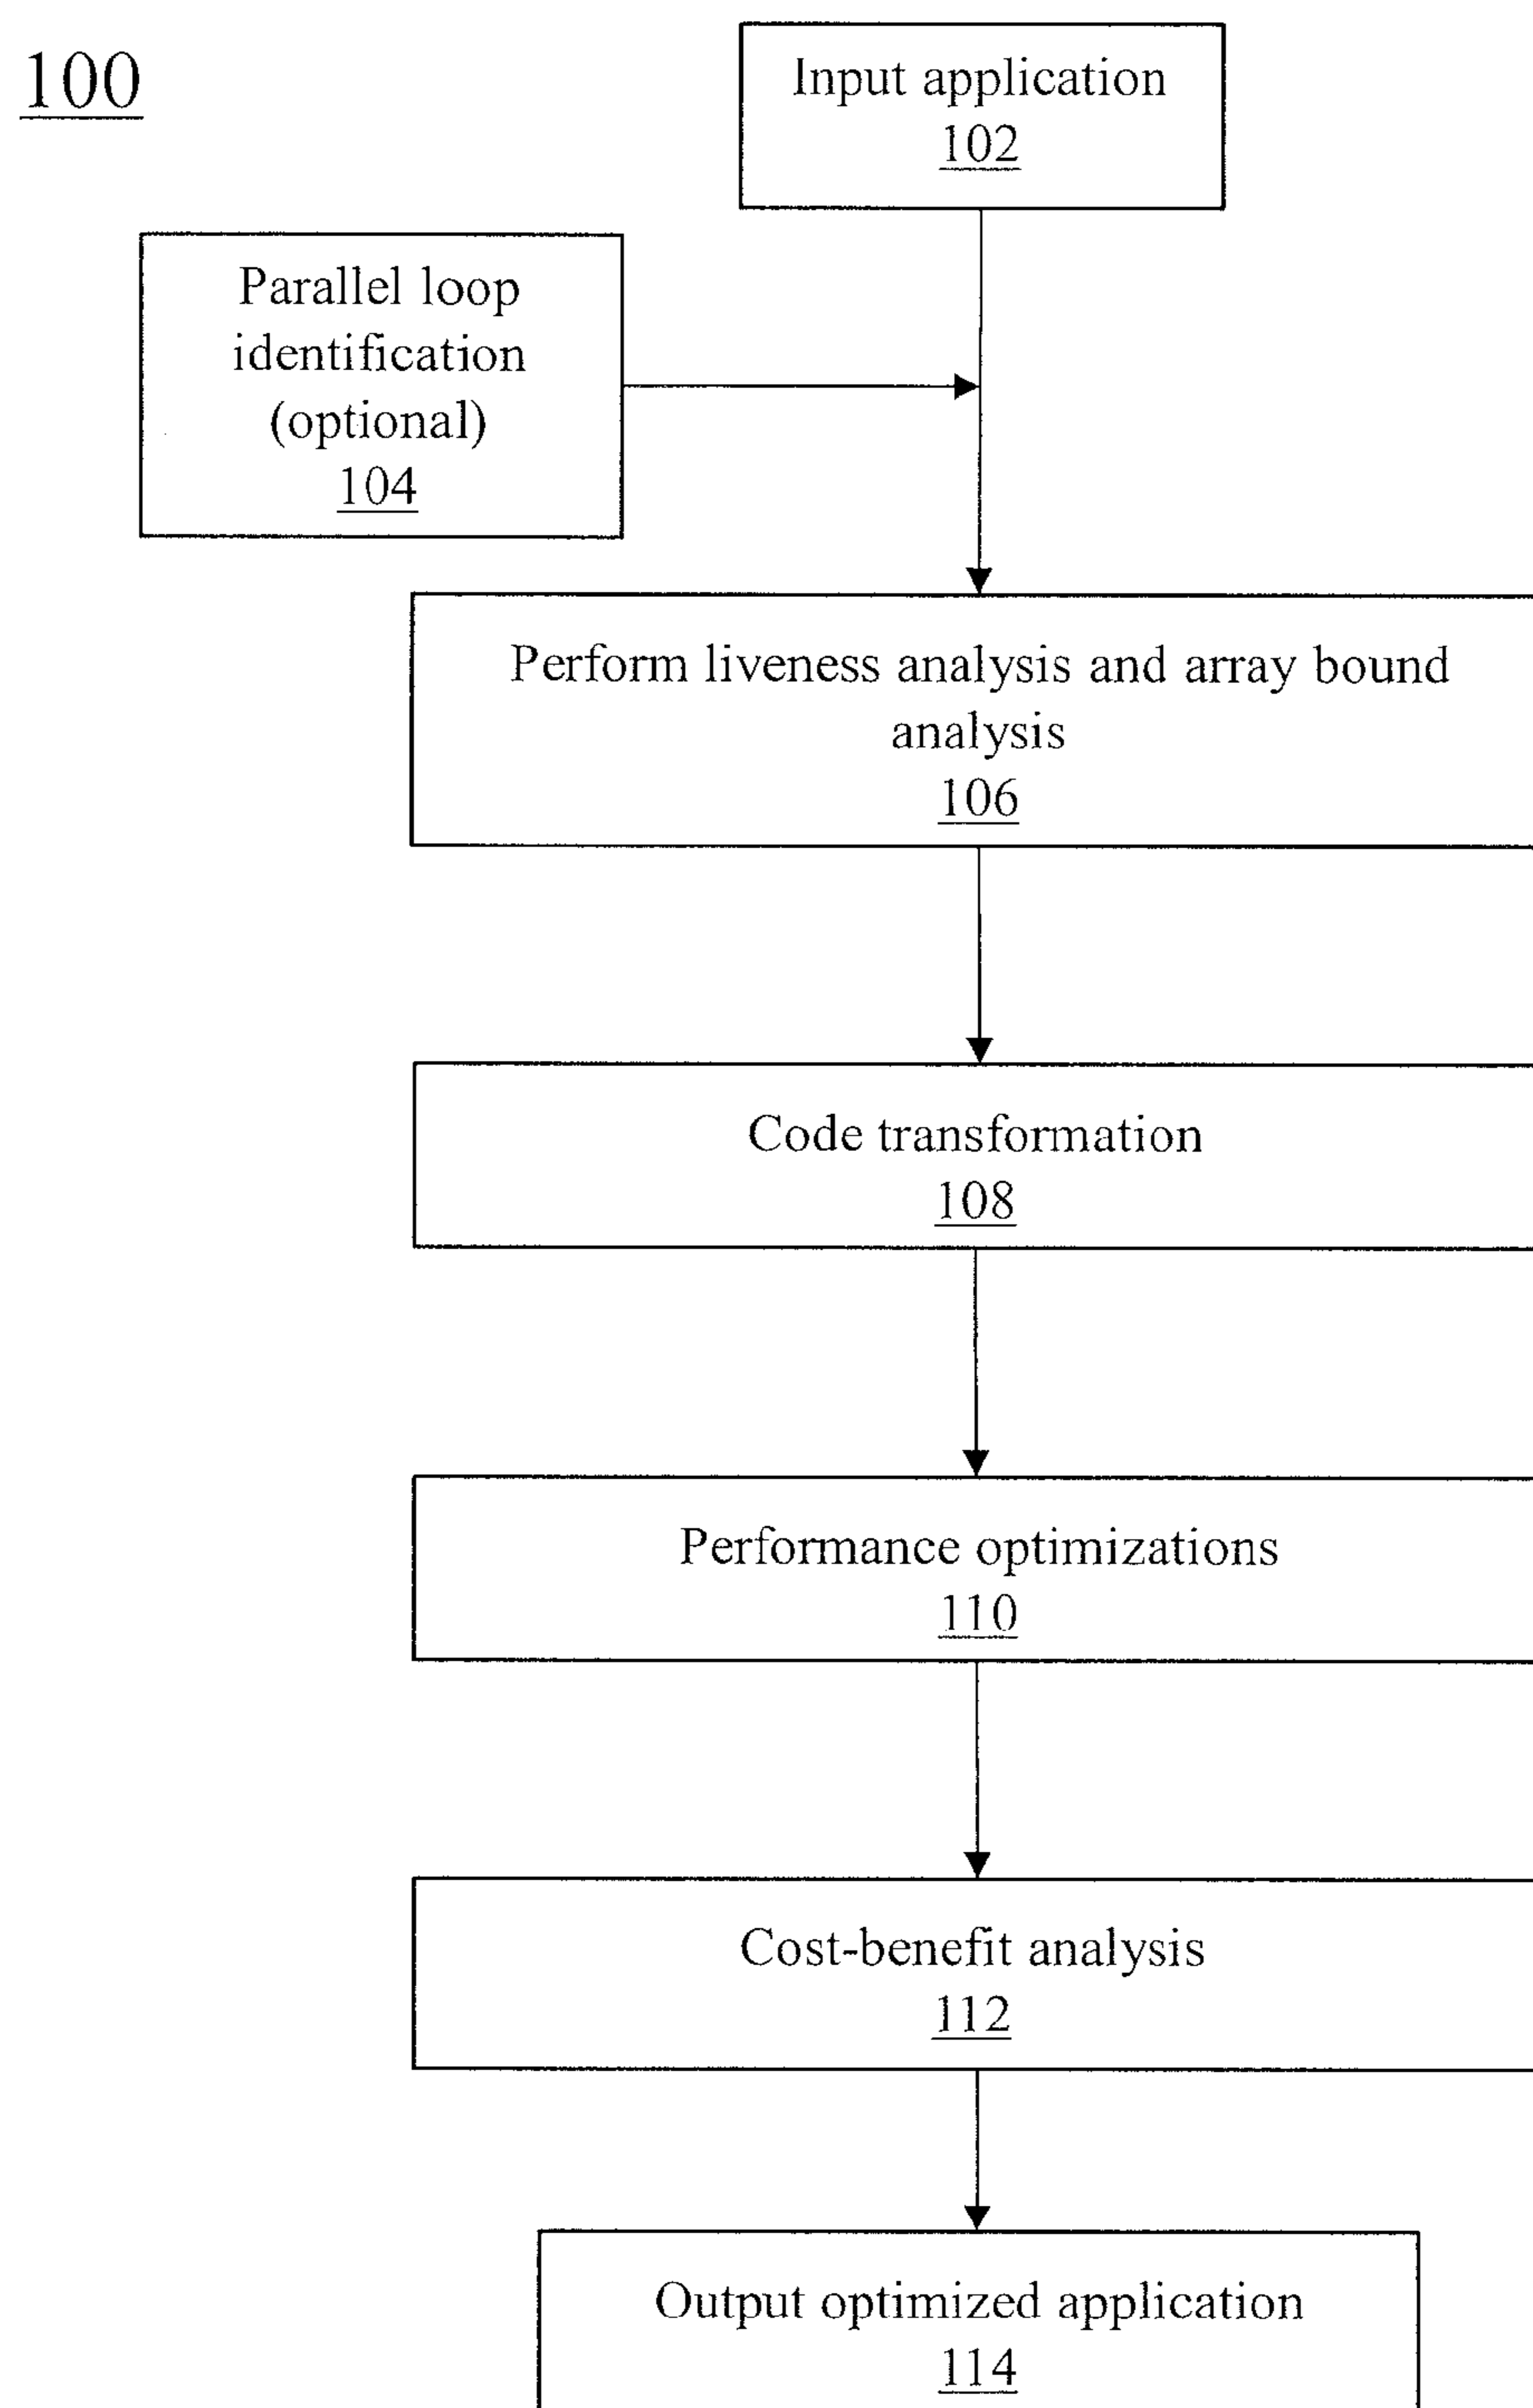 100
Input application
102
Parallel loop
identification
(optional)
104
Perform liveness analysis and array bound
analysis
106
Code transformation
108
Performance optimizations
110
Cost-benefit analysis
112
Output optimized application
114